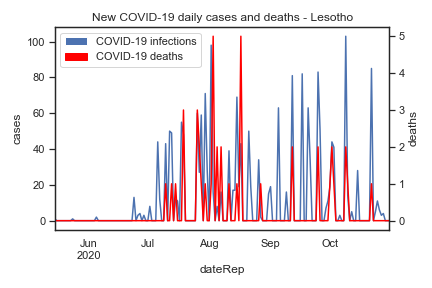 New COVID-19 daily cases and deaths - Lesotho
COVID-19 infections
COVID-19 deaths
cases
100
80
60
40
20
0
deaths
5
4
3
2
1
0
Jun
2020
Jul
Aug
Sep
Oct
dateRep